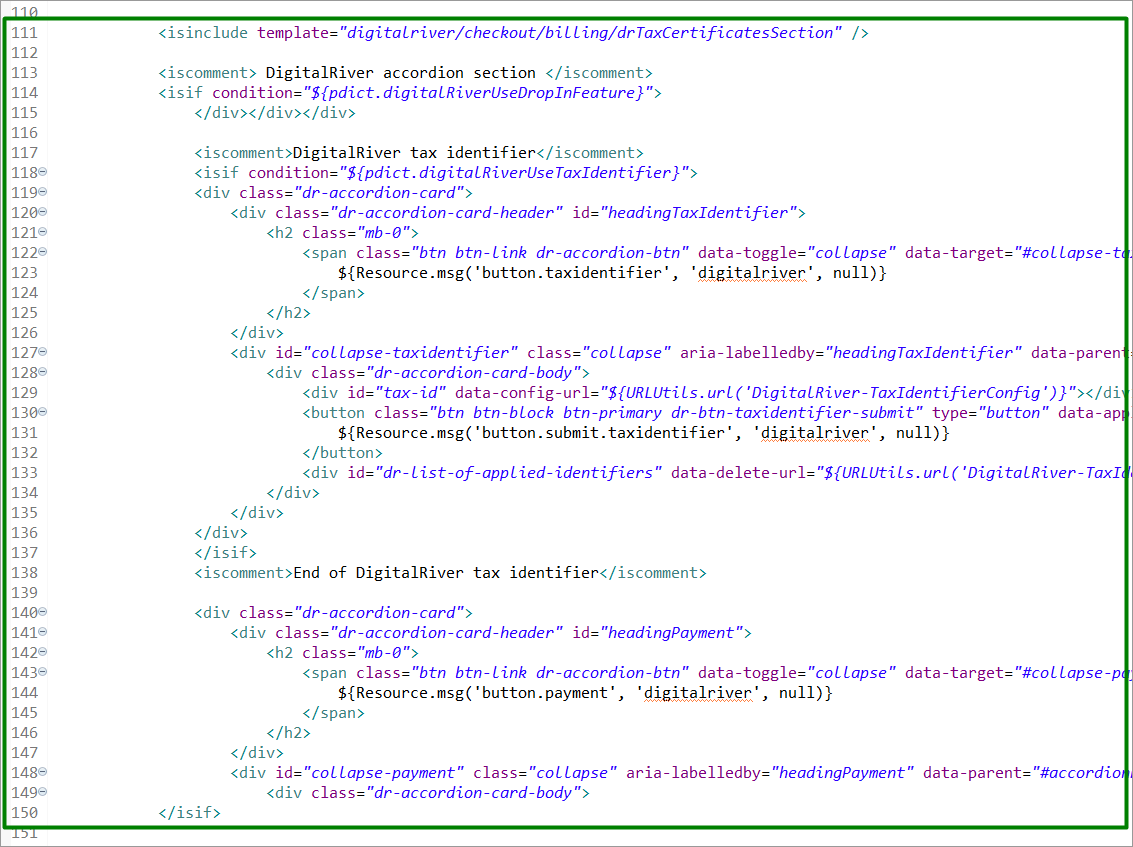 110
111 <isinclude template="digitalriver/checkout/billing/drTaxCertificatesSection" />
112
113 <iscomment> DigitalRiver accordion section </iscomment>
114 <isif condition="${pdict.digitalRiverUseDropInFeature}">
115 </div></div></div>
116
117 <iscomment>DigitalRiver tax identifier</iscomment>
118 <isif condition="${pdict.digitalRiverUseTaxIdentifier}">
119 <div class="dr-accordion-card">
120 <div class="dr-accordion-card-header" id="headingTaxIdentifier">
121 <h2 class="mb-0">
122 <span class="btn btn-link dr-accordion-btn" data-toggle="collapse" data-target="#collapse-ta
123 ${Resource.msg('button.taxidentifier', 'digitalriver', null)}
124 </span>
125 </h2>
126 </div>
127 <div id="collapse-taxidentifier" class="collapse" aria-labelledby="headingTaxIdentifier" data-parent=
128 <div class="dr-accordion-card-body">
129 <div id="tax-id" data-config-url="${URLUtils.url('DigitalRiver-TaxIdentifierConfig')}"></div
130 <button class="btn btn-block btn-primary dr-btn-taxidentifier-submit" type="button" data-app
131 ${Resource.msg('button.submit.taxidentifier', 'digitalriver', null)}
132 </button>
133 <div id="dr-list-of-applied-identifiers" data-delete-url="${URLUtils.url('DigitalRiver-TaxId
134 </div>
135 </div>
136 </div>
137 </isif>
138 <iscomment>End of DigitalRiver tax identifier</iscomment>
139
140 <div class="dr-accordion-card">
141 <div class="dr-accordion-card-header" id="headingPayment">
142 <h2 class="mb-0">
143 <span class="btn btn-link dr-accordion-btn" data-toggle="collapse" data-target="#collapse-pay
144 ${Resource.msg('button.payment', 'digitalriver', null)}
145 </span>
146 </h2>
147 </div>
148 <div id="collapse-payment" class="collapse" aria-labelledby="headingPayment" data-parent="#accordion
149 <div class="dr-accordion-card-body">
150 </isif>
151